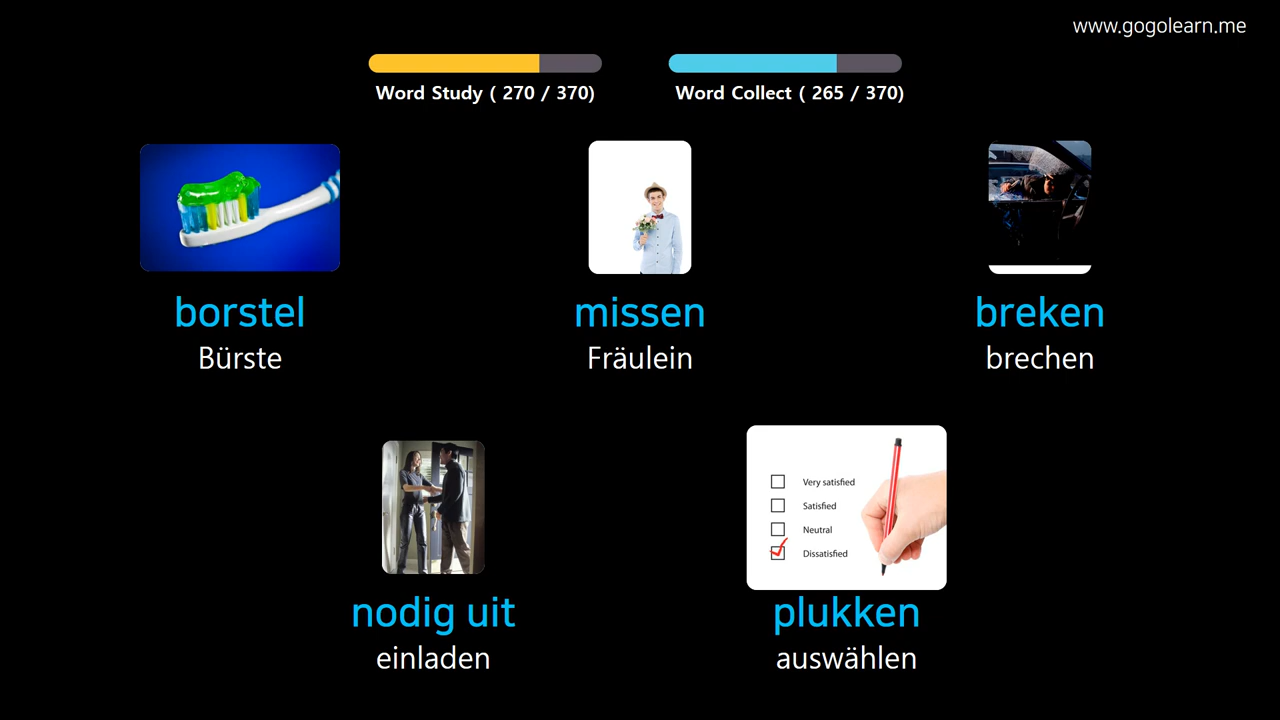 www.gogolearn.me
Word Study ( 270 / 370)
Word Collect ( 265 / 370)
borstel
Bürste
missen
Fräulein
breken
brechen
nodig uit
einladen
Very satisfied
Satisfied
Neutral
Dissatisfied
plukken
auswählen